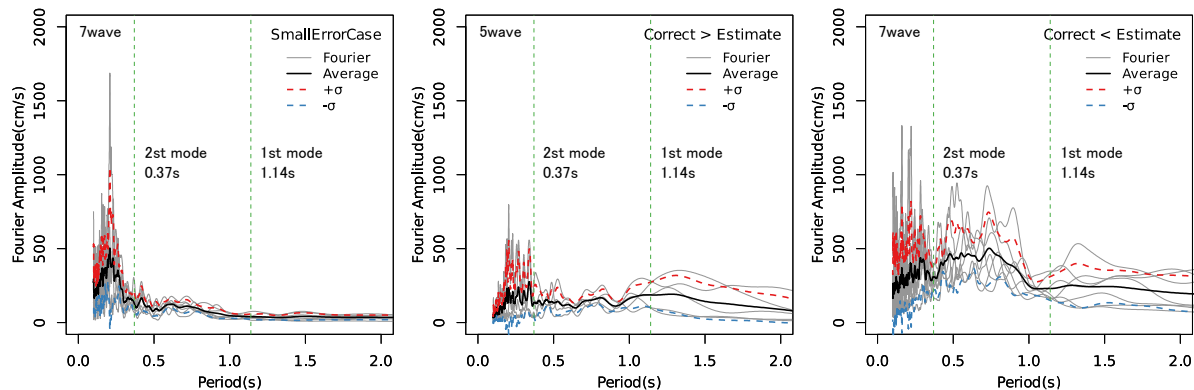 7wave
SmallErrorCase
Fourier
Average
+σ
-σ
2st mode
0.37s
1st mode
1.14s
2000
1500
1000
500
0
Fourier Amplitude(cm/s)
0.0 0.5 1.0 1.5 2.0
Period(s)
5wave
Correct > Estimate
Fourier
Average
+σ
-σ
2st mode
0.37s
1st mode
1.14s
2000
1500
1000
500
0
Fourier Amplitude(cm/s)
0.0 0.5 1.0 1.5 2.0
Period(s)
7wave
Correct < Estimate
Fourier
Average
+σ
-σ
2st mode
0.37s
1st mode
1.14s
2000
1500
1000
500
0
Fourier Amplitude(cm/s)
0.0 0.5 1.0 1.5 2.0
Period(s)